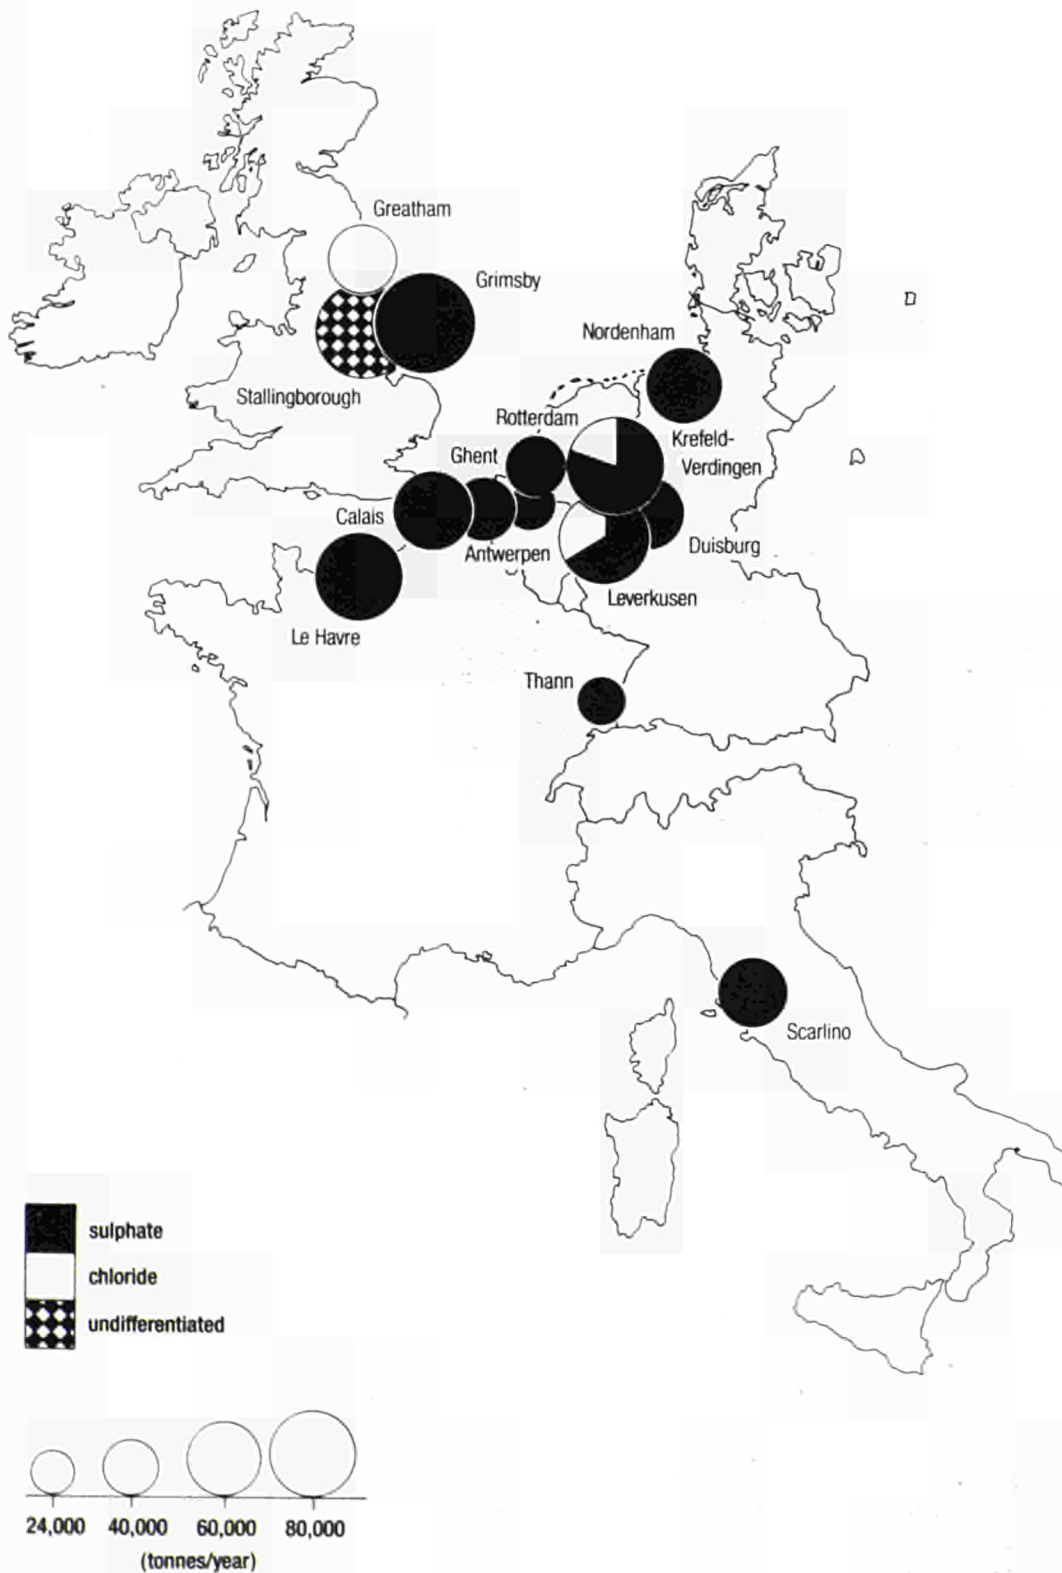 Greatham
Grimsby
Nordenham
Stallingborough
Rotterdam
Krefeld-
Verdingen
Ghent
Calais
Antwerpen
Duisburg
Leverkusen
Le Havre
Thann
Scarlino
sulphate
chloride
undifferentiated
24,000 40,000 60,000 80,000
(tonnes/year)